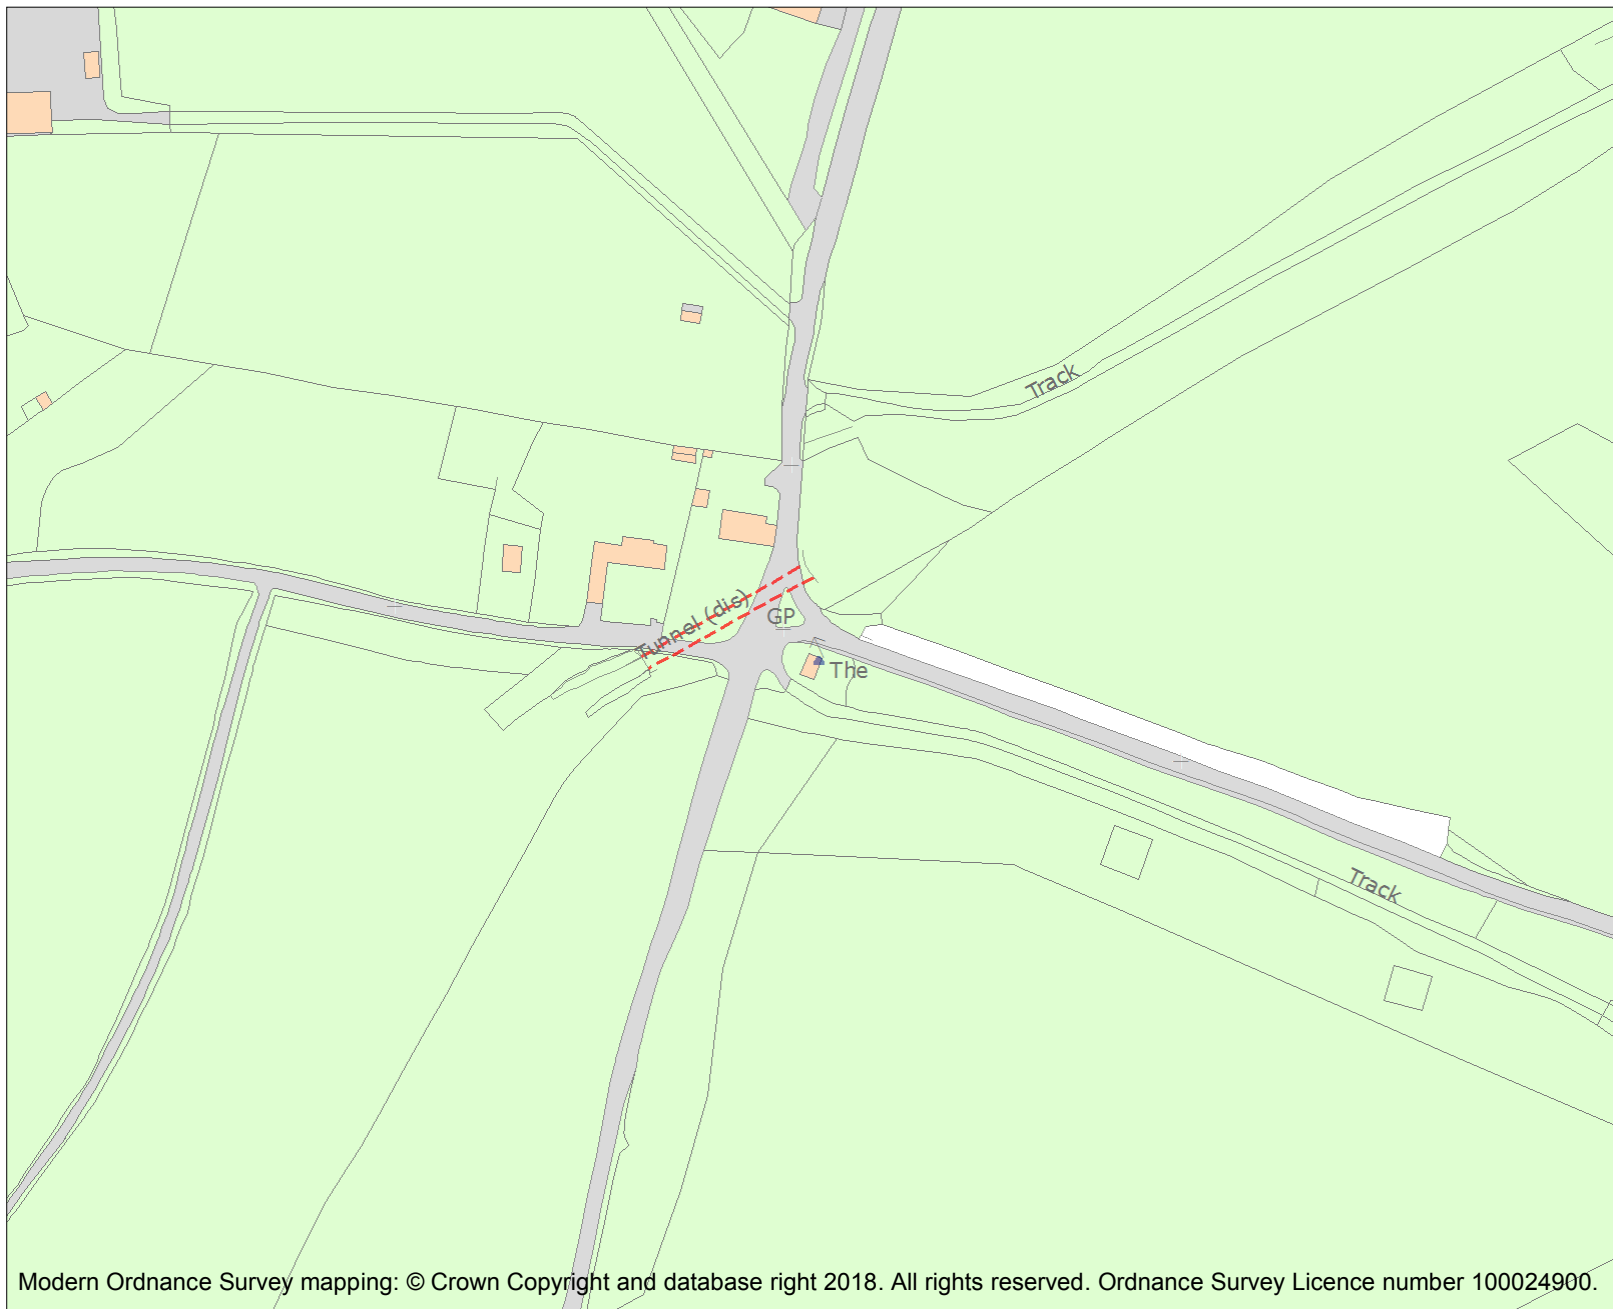 Track
Tunnel (dis)
GP
The
Track
Modern Ordnance Survey mapping: © Crown Copyright and database right 2018. All rights reserved. Ordnance Survey Licence number 100024900.